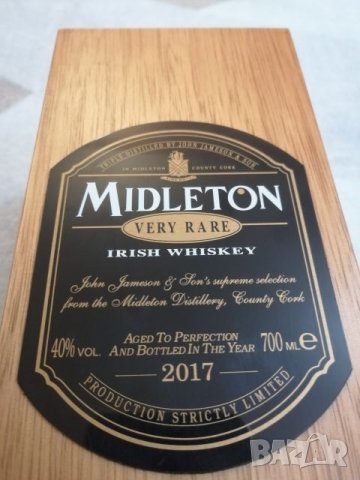 TRIPLE DISTILLED BY JOHN JAMESON & SON
IN MIDLETON COUNTY CORK
MIDLETON
VERY RARE
IRISH WHISKEY
John Jameson & Son's supreme selection
from the Midleton Distillery, County Cork
AGED TO PERFECTION
40% VOL. AND BOTTLED IN THE YEAR 700 ML e
2017
PRODUCTION STRICTLY LIMITED
BAZAR